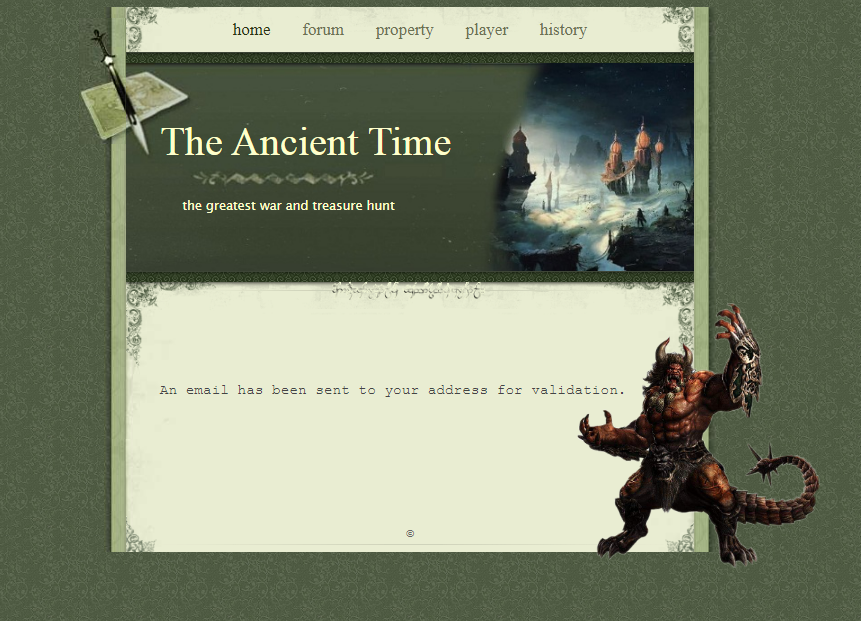 home forum property player history
The Ancient Time
the greatest war and treasure hunt
An email has been sent to your address for validation.
©